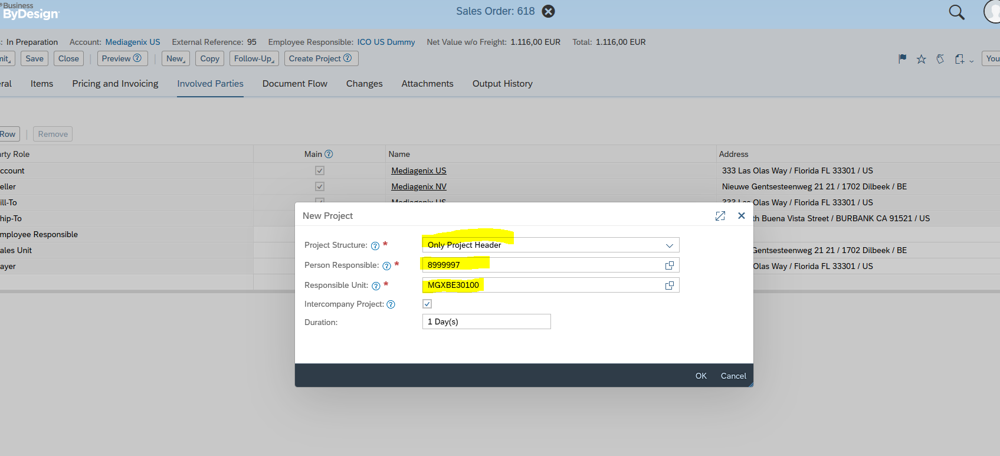 Business
ByDesign
Sales Order: 618
In Preparation Account: Mediagenix US External Reference: 95 Employee Responsible: ICO US Dummy Net Value w/o Freight: 1.116,00 EUR Total: 1.116,00 EUR
nit Save Close Preview New Copy Follow-Up Create Project You
ral Items Pricing and Invoicing Involved Parties Document Flow Changes Attachments Output History
Row Remove
arty Role Main Name Address
ccount Mediagenix US 333 Las Olas Way / Florida FL 33301 / US
eller Mediagenix NV Nieuwe Gentsesteenweg 21 21 / 1702 Dilbeek / BE
ill-To Mediagenix US 333 Las Olas Way / Florida FL 33301 / US
hip-To th Buena Vista Street / BURBANK CA 91521 / US
mployee Responsible
ales Unit Gentsesteenweg 21 21 / 1702 Dilbeek / BE
ayer Olas Way / Florida FL 33301 / US
New Project
Project Structure: * Only Project Header
Person Responsible: * 8999997
Responsible Unit: * MGXBE30100
Intercompany Project:
Duration: 1 Day(s)
OK Cancel